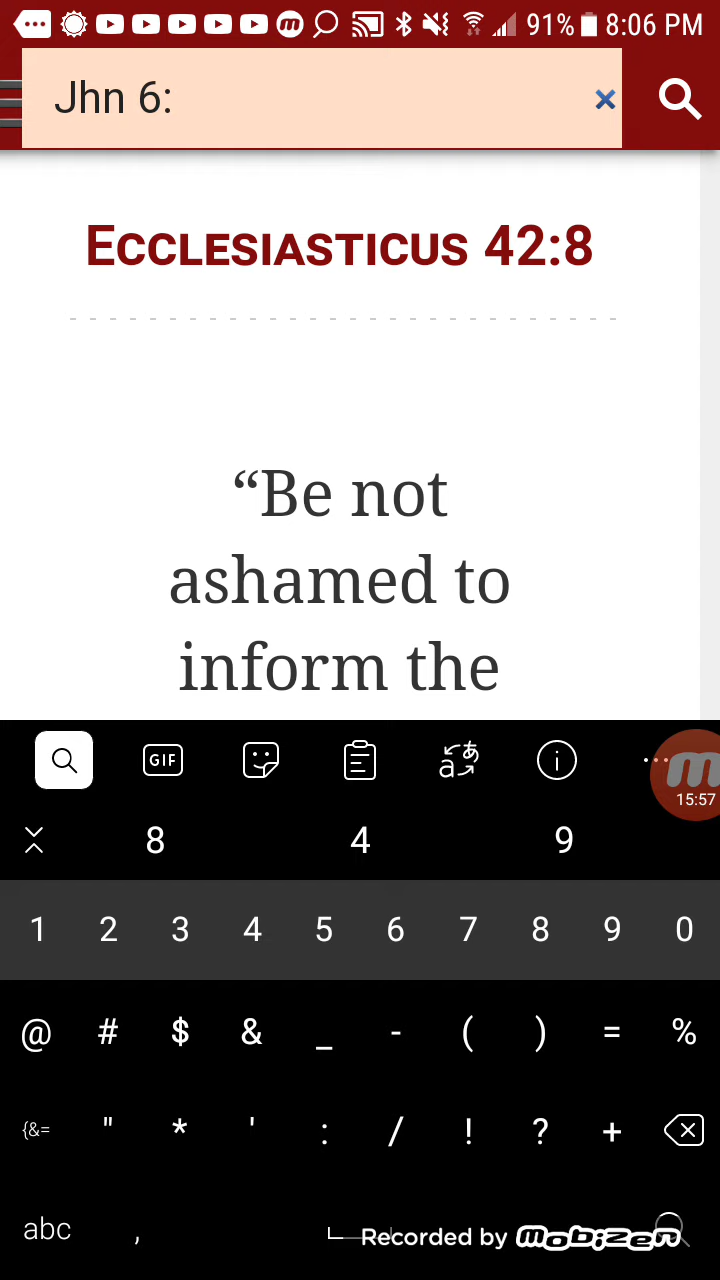 91% 8:06 PM
Jhn 6:
ECCLESIASTICUS 42:8
“Be not
ashamed to
inform the
GIF
15:57
8 4 9
1 2 3 4 5 6 7 8 9 0
@ # $ & _ - ( ) = %
{&= " * ' : / ! ? +
abc ,
Recorded by mobizen